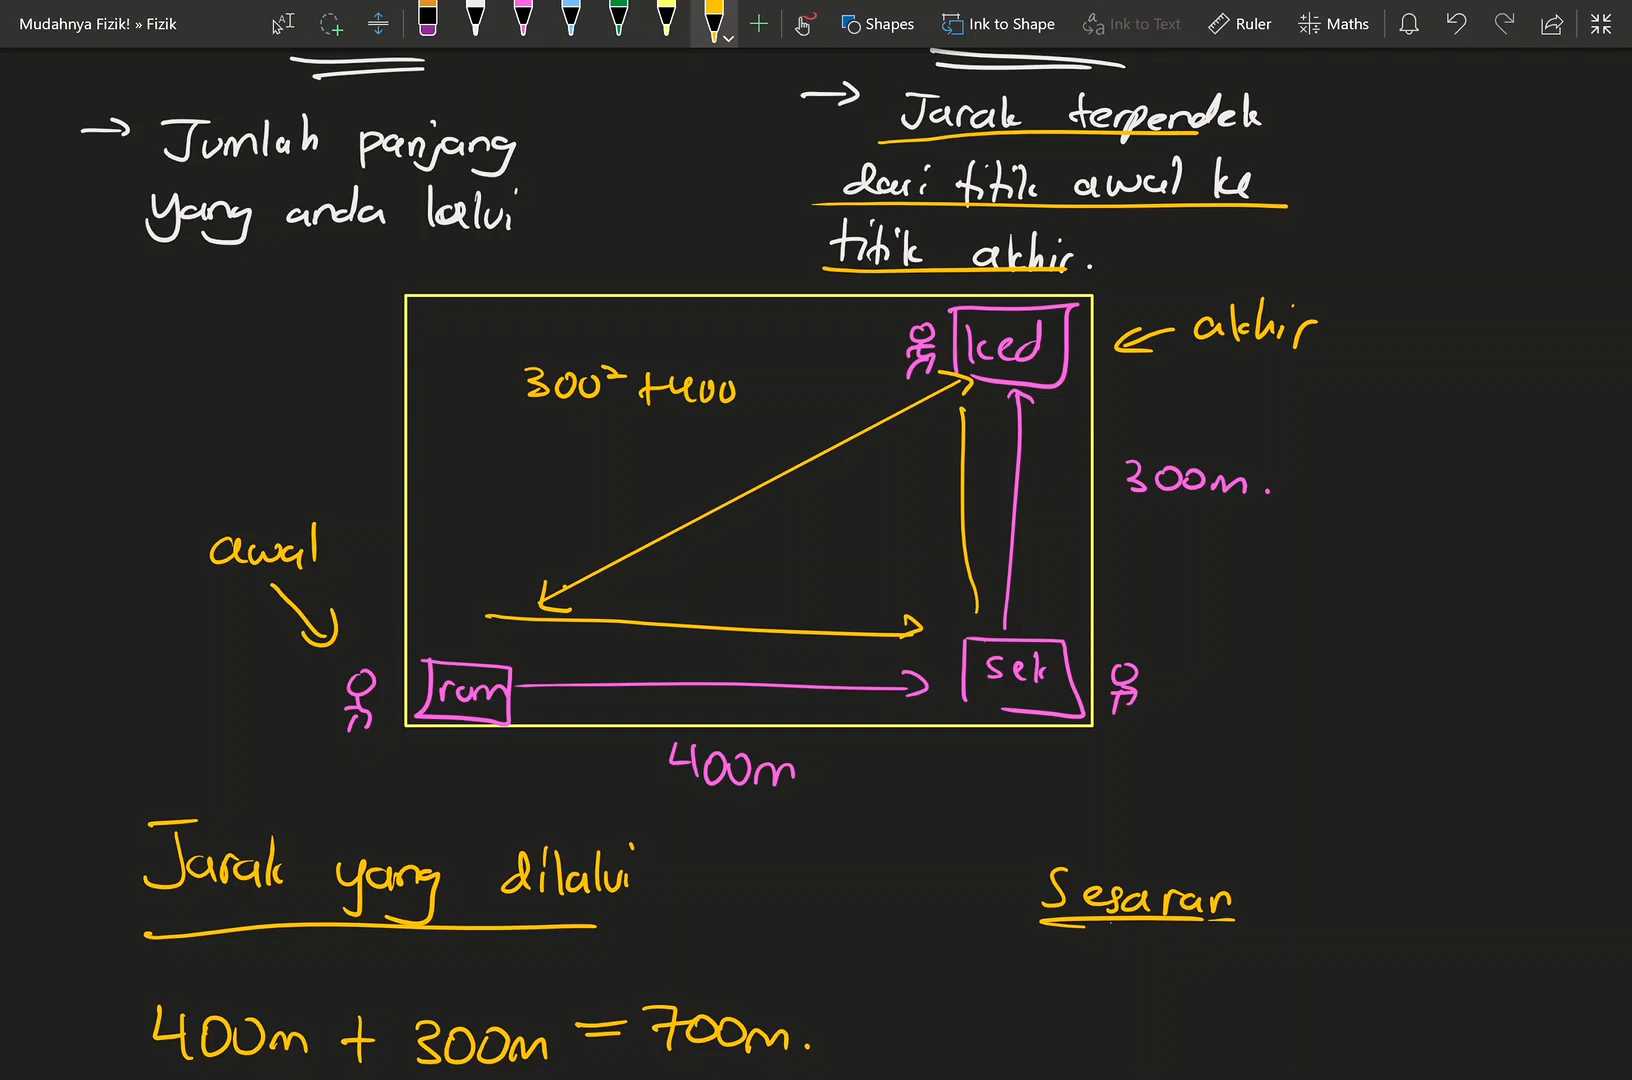 Mudahnya Fizik! » Fizik
Shapes
Ink to Shape
Ink to Text
Ruler
Maths
→ Jumlah panjang
yang anda lalui
→ Jarak terpendek
dari titik awal ke
titik akhir.
ked
← akhir
300² +400
300m.
awal
rum
sek
400m
Jarak yang dilalui
Sesaran
400m + 300m = 700m.